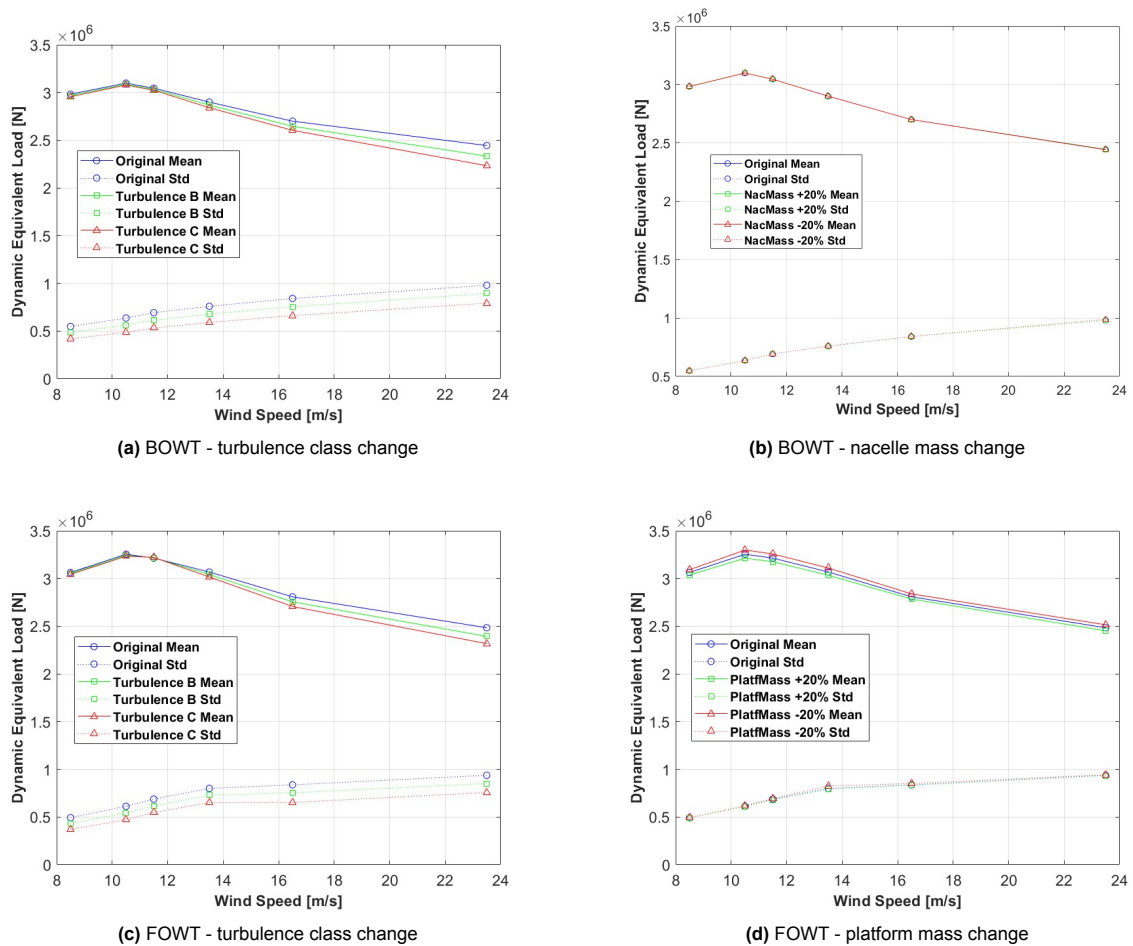 ×10⁶
3.5
3
2.5
2
1.5
1
0.5
0
Dynamic Equivalent Load [N]
Original Mean
Original Std
Turbulence B Mean
Turbulence B Std
Turbulence C Mean
Turbulence C Std
8 10 12 14 16 18 20 22 24
Wind Speed [m/s]
(a) BOWT - turbulence class change
×10⁶
3.5
3
2.5
2
1.5
1
0.5
Dynamic Equivalent Load [N]
Original Mean
Original Std
NacMass +20% Mean
NacMass +20% Std
NacMass -20% Mean
NacMass -20% Std
8 10 12 14 16 18 20 22 24
Wind Speed [m/s]
(b) BOWT - nacelle mass change
×10⁶
3.5
3
2.5
2
1.5
1
0.5
0
Dynamic Equivalent Load [N]
Original Mean
Original Std
Turbulence B Mean
Turbulence B Std
Turbulence C Mean
Turbulence C Std
8 10 12 14 16 18 20 22 24
Wind Speed [m/s]
(c) FOWT - turbulence class change
×10⁶
3.5
3
2.5
2
1.5
1
0.5
0
Dynamic Equivalent Load [N]
Original Mean
Original Std
PlatfMass +20% Mean
PlatfMass +20% Std
PlatfMass -20% Mean
PlatfMass -20% Std
8 10 12 14 16 18 20 22 24
Wind Speed [m/s]
(d) FOWT - platform mass change